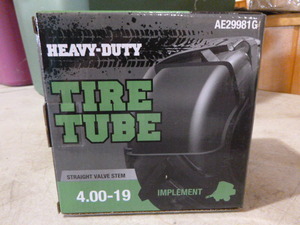 AE29981G
HEAVY-DUTY
TIRE
TUBE
STRAIGHT VALVE STEM
4.00-19
IMPLEMENT